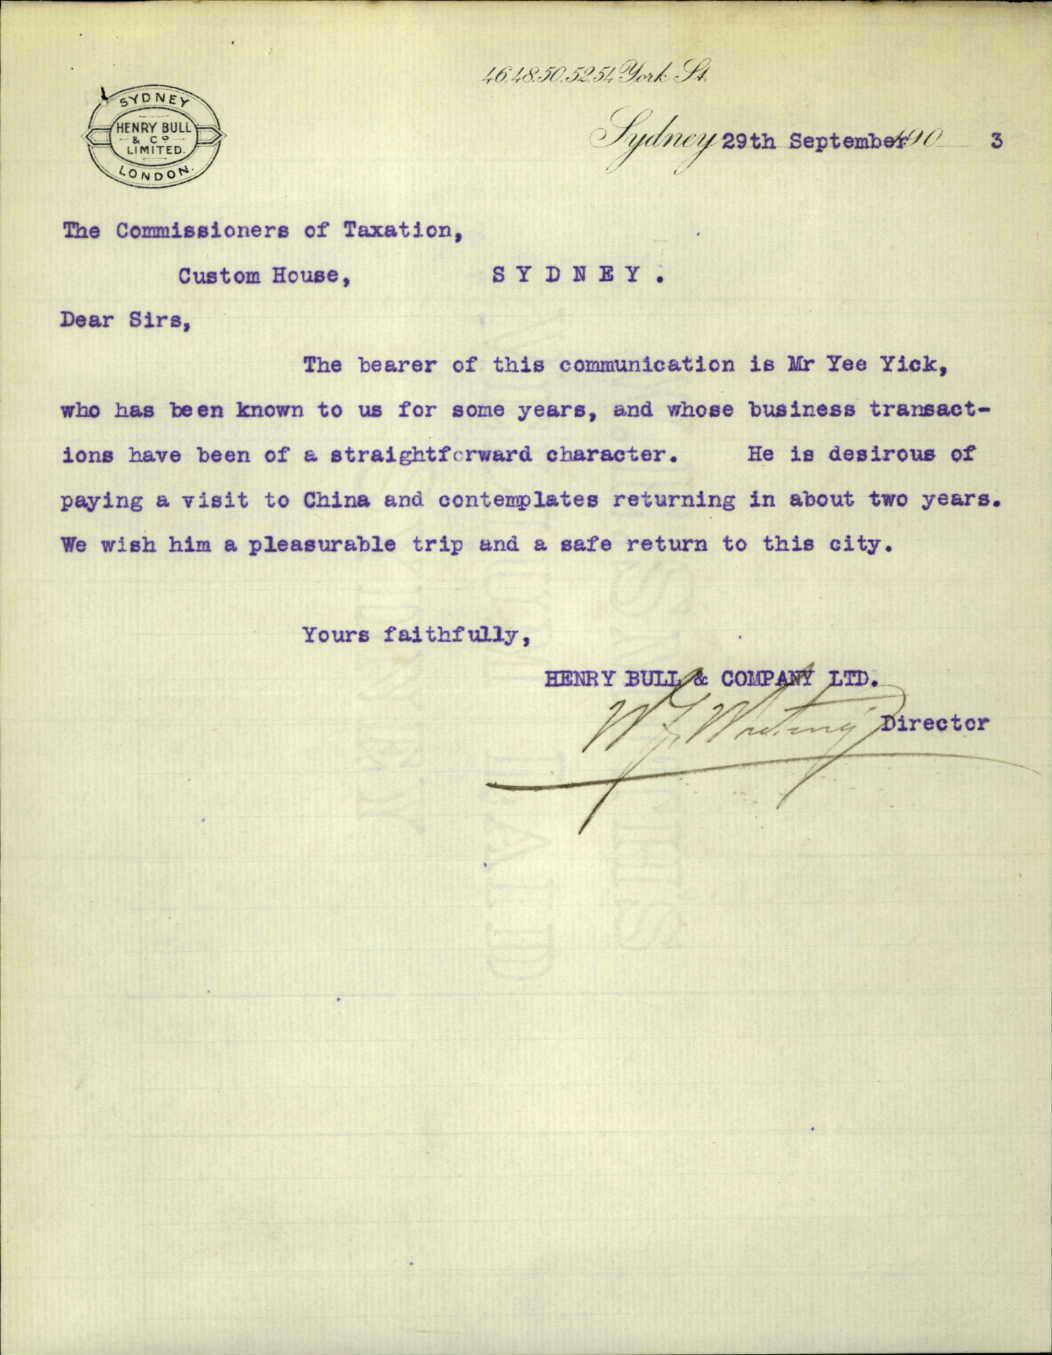 46.48.50.52.54. York St.
SYDNEY
HENRY BULL
& Co
LIMITED.
LONDON.
Sydney 29th September 190 3
The Commissioners of Taxation,
Custom House, SYDNEY.
Dear Sirs,
The bearer of this communication is Mr Yee Yick,
who has been known to us for some years, and whose business transact-
ions have been of a straightforward character. He is desirous of
paying a visit to China and contemplates returning in about two years.
We wish him a pleasurable trip and a safe return to this city.
Yours faithfully,
HENRY BULL & COMPANY LTD.
Director